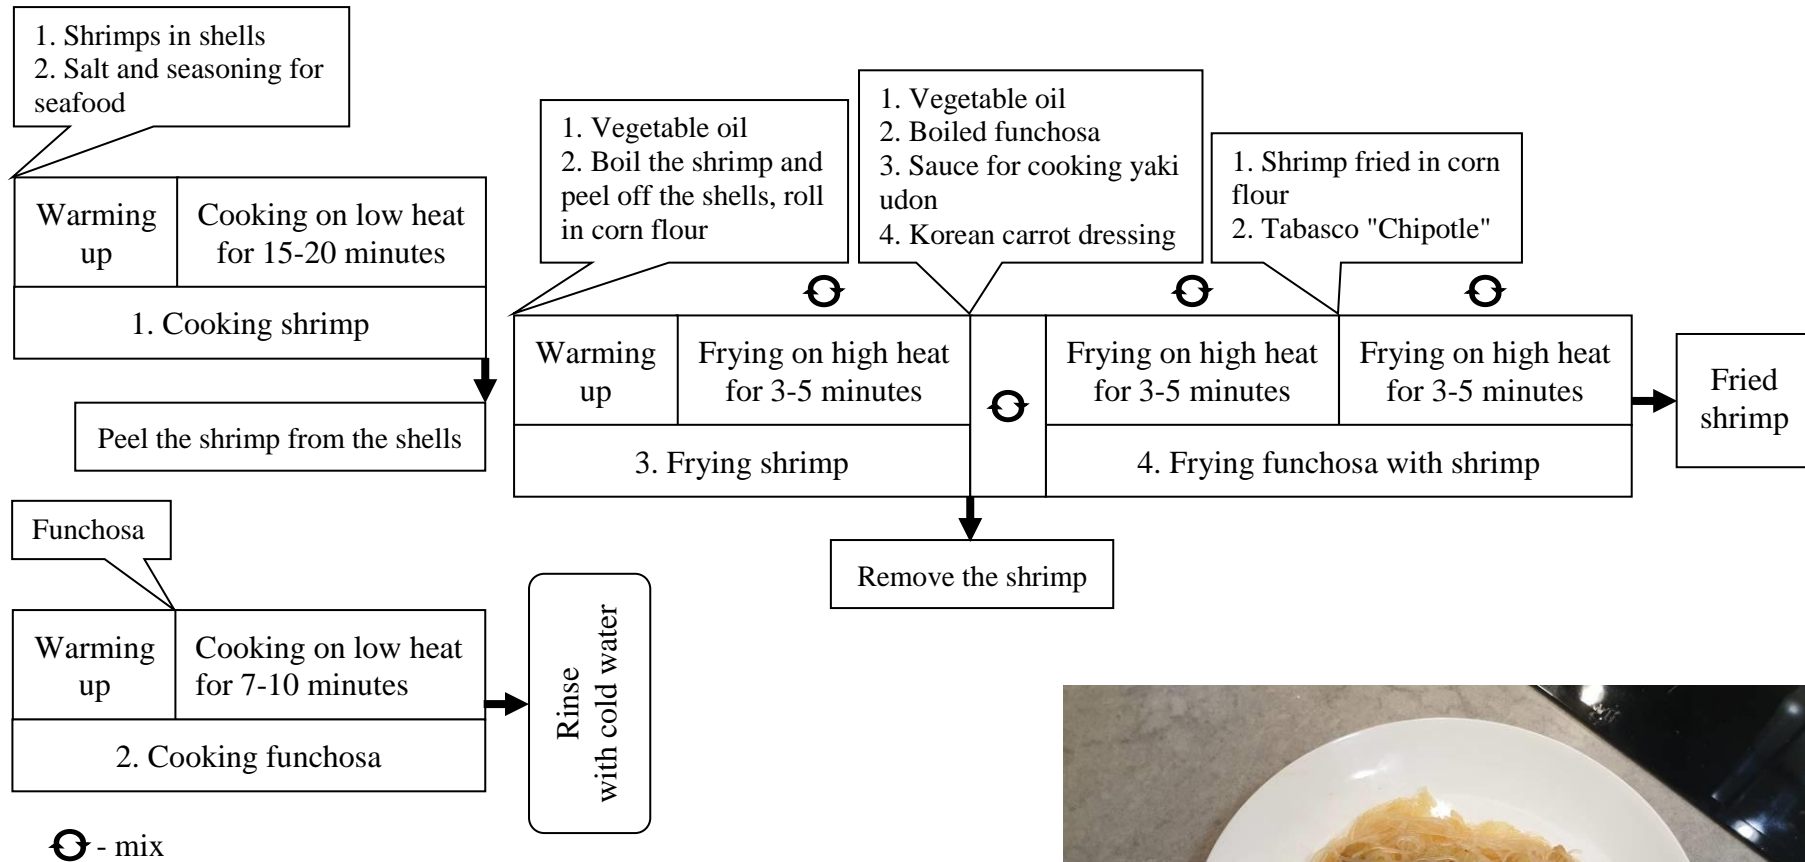 1. Shrimps in shells
2. Salt and seasoning for
seafood
Warming
up
Cooking on low heat
for 15-20 minutes
1. Cooking shrimp
Peel the shrimp from the shells
Funchosa
Warming
up
Cooking on low heat
for 7-10 minutes
2. Cooking funchosa
Rinse
with cold water
1. Vegetable oil
2. Boil the shrimp and
peel off the shells, roll
in corn flour
Warming
up
Frying on high heat
for 3-5 minutes
3. Frying shrimp
Remove the shrimp
1. Vegetable oil
2. Boiled funchosa
3. Sauce for cooking yaki
udon
4. Korean carrot dressing
Frying on high heat
for 3-5 minutes
1. Shrimp fried in corn
flour
2. Tabasco "Chipotle"
Frying on high heat
for 3-5 minutes
4. Frying funchosa with shrimp
Fried
shrimp
- mix